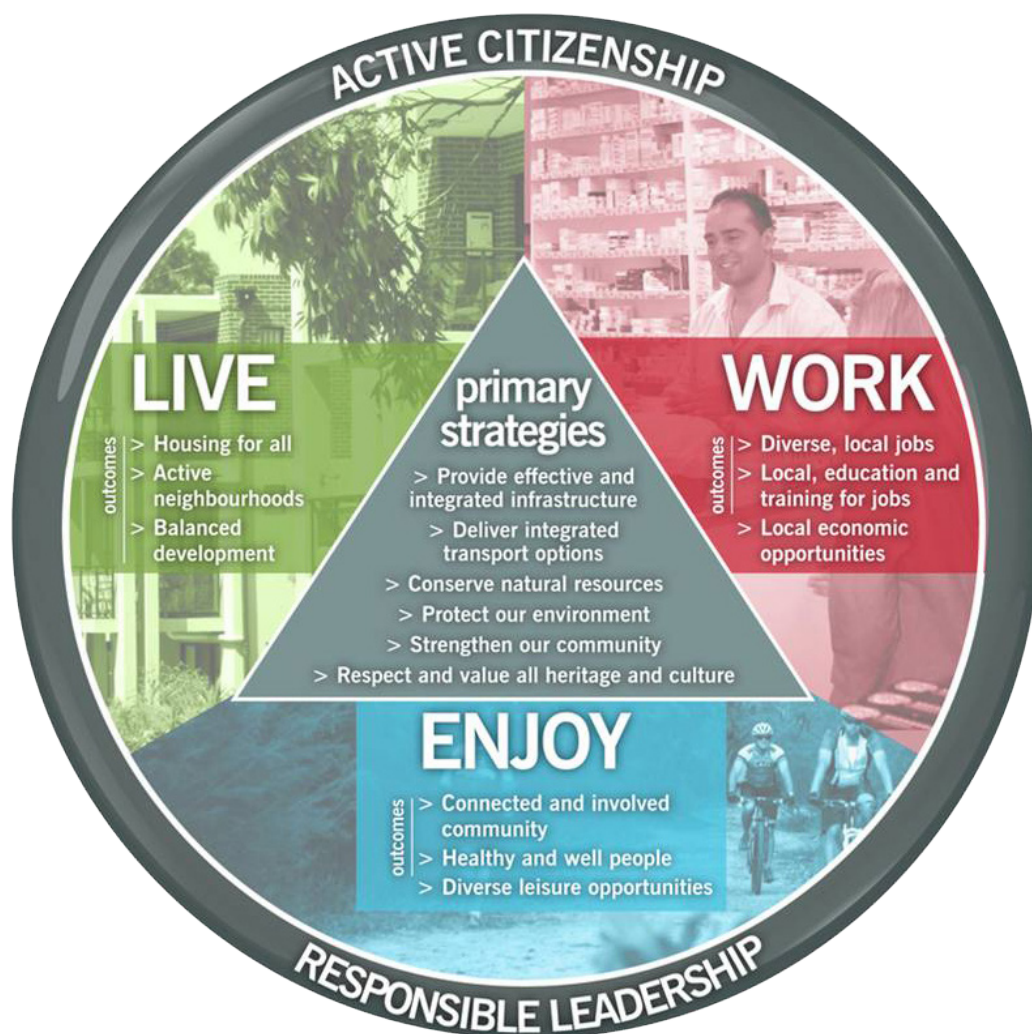 ACTIVE CITIZENSHIP
LIVE
outcomes
> Housing for all
> Active
neighbourhoods
> Balanced
development
primary
strategies
> Provide effective and
integrated infrastructure
> Deliver integrated
transport options
> Conserve natural resources
> Protect our environment
> Strengthen our community
> Respect and value all heritage and culture
WORK
outcomes
> Diverse, local jobs
> Local, education and
training for jobs
> Local economic
opportunities
ENJOY
outcomes
> Connected and involved
community
> Healthy and well people
> Diverse leisure opportunities
RESPONSIBLE LEADERSHIP